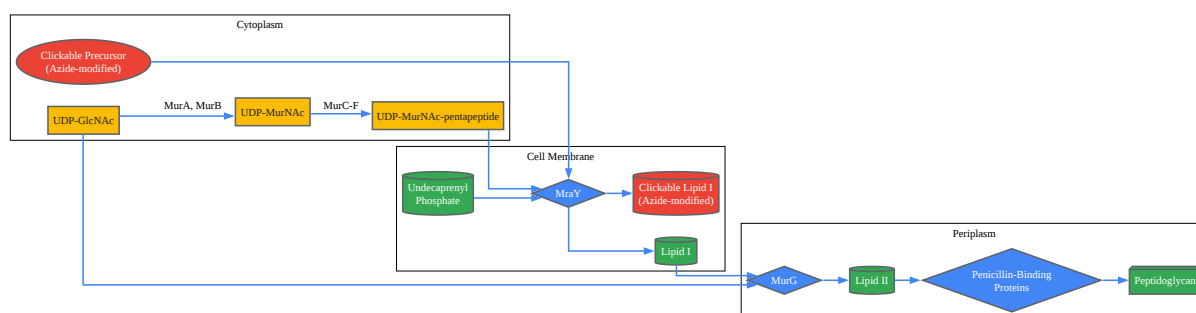 Cytoplasm
Clickable Precursor
(Azide-modified)
MurA, MurB
MurC-F
UDP-GlcNAc
UDP-MurNAc
UDP-MurNAc-pentapeptide
Cell Membrane
Undecaprenyl
Phosphate
MraY
Clickable Lipid I
(Azide-modified)
Lipid I
Periplasm
MurG
Lipid II
Penicillin-Binding
Proteins
Peptidoglycan